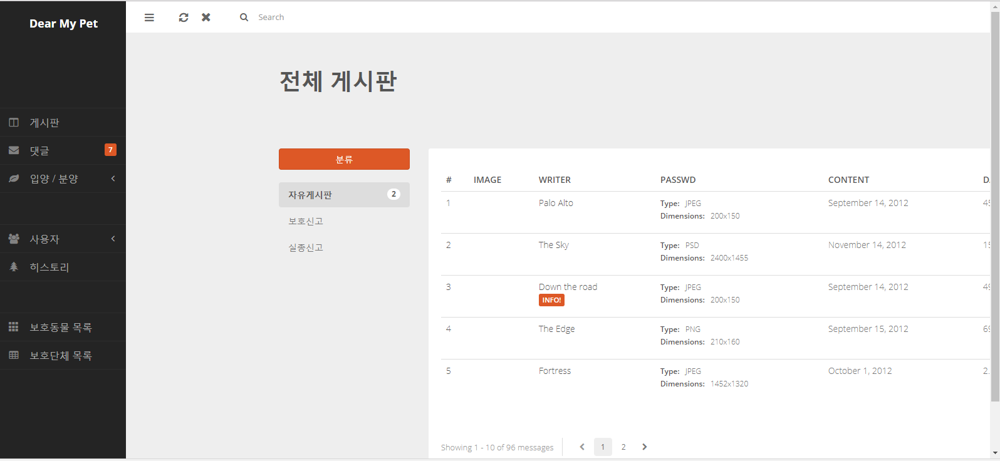 Dear My Pet
Search
게시판
댓글 7
입양 / 분양
사용자
히스토리
보호동물 목록
보호단체 목록
전체 게시판
분류
자유게시판 2
보호신고
실종신고
# IMAGE WRITER PASSWD CONTENT
1 Palo Alto Type: JPEG September 14, 2012
Dimensions: 200x150
2 The Sky Type: PSD November 14, 2012
Dimensions: 2400x1455
3 Down the road Type: JPEG September 14, 2012
INFO! Dimensions: 200x150
4 The Edge Type: PNG September 15, 2012
Dimensions: 210x160
5 Fortress Type: JPEG October 1, 2012
Dimensions: 1452x1320
Showing 1 - 10 of 96 messages 1 2